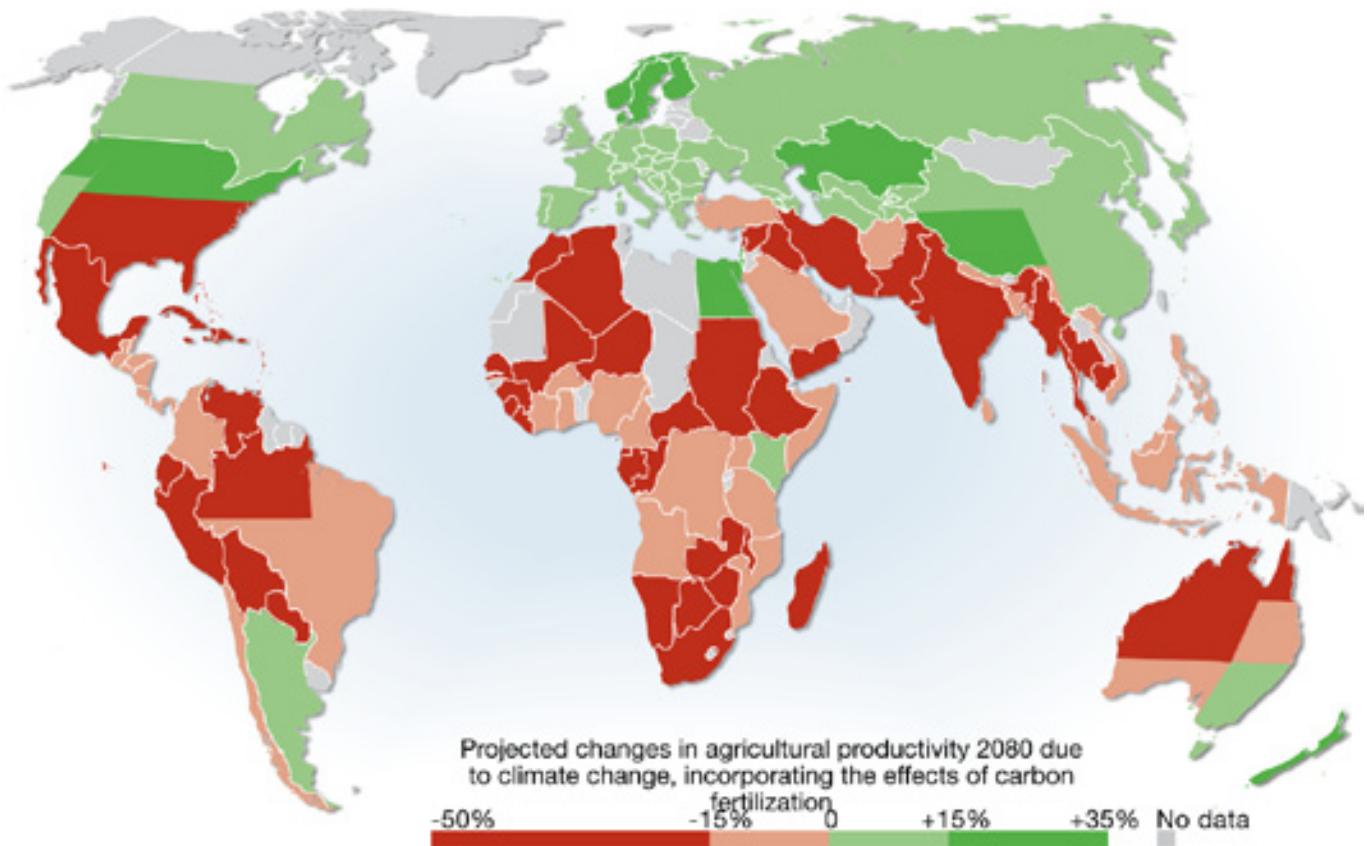 Projected changes in agricultural productivity 2080 due
to climate change, incorporating the effects of carbon
fertilization
-50% -15% 0 +15% +35% No data